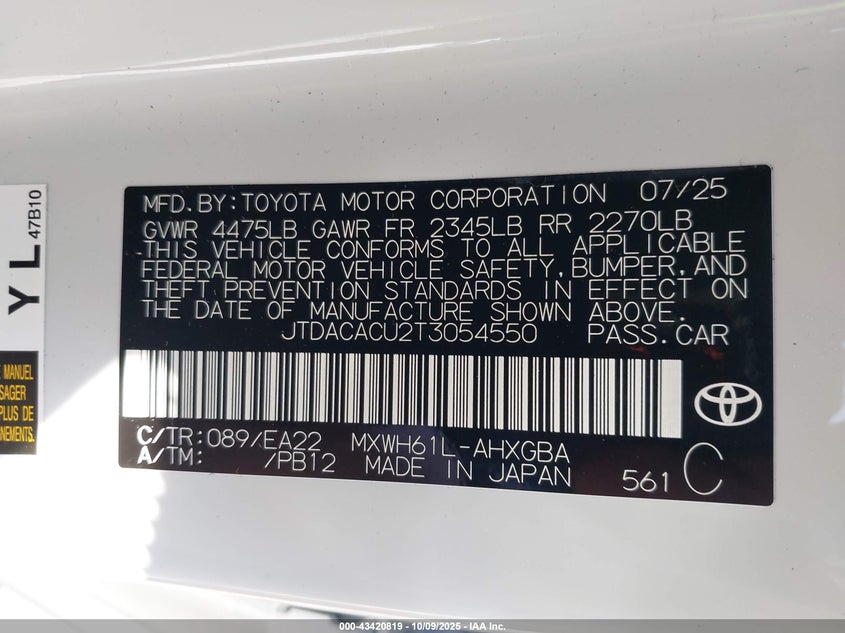 MFD.BY:TOYOTA MOTOR CORPORATION 07/25
GVWR 4475LB GAWR FR 2345LB RR 2270LB
THIS VEHICLE CONFORMS TO ALL APPLICABLE
FEDERAL MOTOR VEHICLE SAFETY,BUMPER,AND
THEFT PREVENTION STANDARDS IN EFFECT ON
THE DATE OF MANUFACTURE SHOWN ABOVE.
JTDACACU2T3054550 PASS.CAR
C/TR:089/EA22 MXWH61L-AHXGBA
A/TM: /PB12 MADE IN JAPAN 561 C
Y L
47B10
MANUEL
PLUS DE
000-43420819 - 10/09/2025 - IAA Inc.